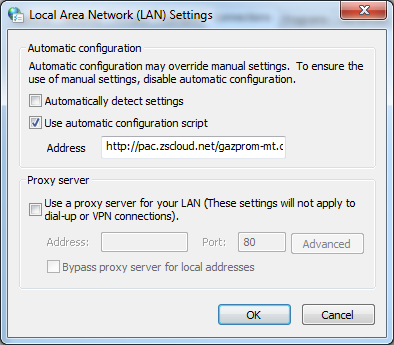 Local Area Network (LAN) Settings
Automatic configuration
Automatic configuration may override manual settings. To ensure the
use of manual settings, disable automatic configuration.
Automatically detect settings
Use automatic configuration script
Address http://pac.zscloud.net/gazprom-mt.c
Proxy server
Use a proxy server for your LAN (These settings will not apply to
dial-up or VPN connections).
Address: Port: 80 Advanced
Bypass proxy server for local addresses
OK Cancel